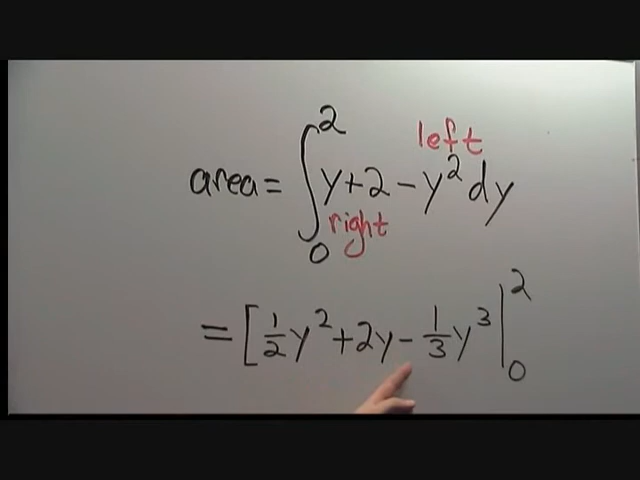 left
area = ∫₀² y + 2 − y² dy
right
= [½y² + 2y − ⅓y³ |₀²